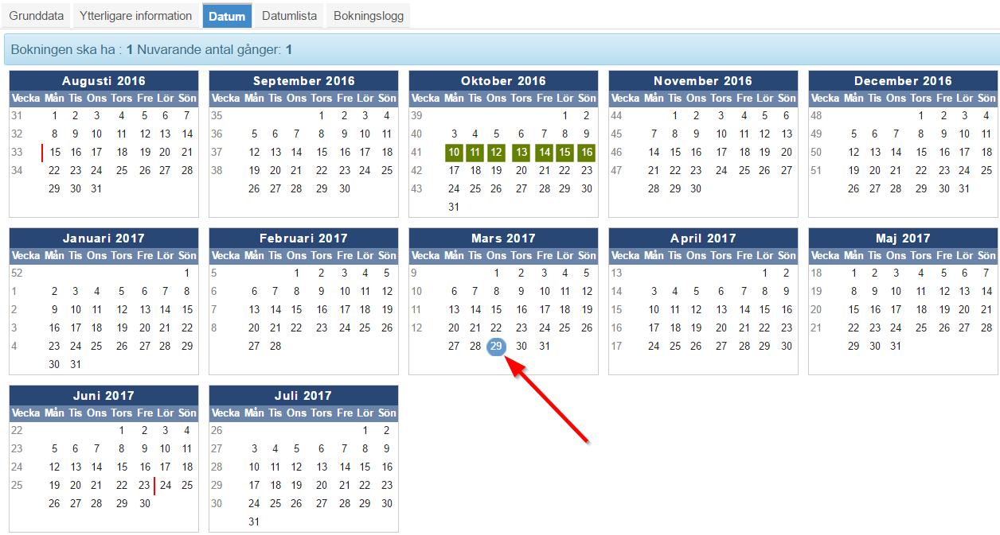 Grunddata Ytterligare information Datum Datumlista Bokningslogg
Bokningen ska ha : 1 Nuvarande antal gånger: 1
Augusti 2016
Vecka Mån Tis Ons Tors Fre Lör Sön
31 1 2 3 4 5 6 7
32 8 9 10 11 12 13 14
33 15 16 17 18 19 20 21
34 22 23 24 25 26 27 28
29 30 31
September 2016
Vecka Mån Tis Ons Tors Fre Lör Sön
35 1 2 3 4
36 5 6 7 8 9 10 11
37 12 13 14 15 16 17 18
38 19 20 21 22 23 24 25
26 27 28 29 30
Oktober 2016
Vecka Mån Tis Ons Tors Fre Lör Sön
39 1 2
40 3 4 5 6 7 8 9
41 10 11 12 13 14 15 16
42 17 18 19 20 21 22 23
43 24 25 26 27 28 29 30
31
November 2016
Vecka Mån Tis Ons Tors Fre Lör Sön
44 1 2 3 4 5 6
45 7 8 9 10 11 12 13
46 14 15 16 17 18 19 20
47 21 22 23 24 25 26 27
28 29 30
December 2016
Vecka Mån Tis Ons Tors Fre Lör Sön
48 1 2 3 4
49 5 6 7 8 9 10 11
50 12 13 14 15 16 17 18
51 19 20 21 22 23 24 25
26 27 28 29 30 31
Januari 2017
Vecka Mån Tis Ons Tors Fre Lör Sön
52 1
1 2 3 4 5 6 7 8
2 9 10 11 12 13 14 15
3 16 17 18 19 20 21 22
4 23 24 25 26 27 28 29
30 31
Februari 2017
Vecka Mån Tis Ons Tors Fre Lör Sön
5 1 2 3 4 5
6 6 7 8 9 10 11 12
7 13 14 15 16 17 18 19
8 20 21 22 23 24 25 26
27 28
Mars 2017
Vecka Mån Tis Ons Tors Fre Lör Sön
9 1 2 3 4 5
10 6 7 8 9 10 11 12
11 13 14 15 16 17 18 19
12 20 21 22 23 24 25 26
27 28 29 30 31
April 2017
Vecka Mån Tis Ons Tors Fre Lör Sön
13 1 2
14 3 4 5 6 7 8 9
15 10 11 12 13 14 15 16
16 17 18 19 20 21 22 23
17 24 25 26 27 28 29 30
Maj 2017
Vecka Mån Tis Ons Tors Fre Lör Sön
18 1 2 3 4 5 6 7
19 8 9 10 11 12 13 14
20 15 16 17 18 19 20 21
21 22 23 24 25 26 27 28
29 30 31
Juni 2017
Vecka Mån Tis Ons Tors Fre Lör Sön
22 1 2 3 4
23 5 6 7 8 9 10 11
24 12 13 14 15 16 17 18
25 19 20 21 22 23 24 25
26 27 28 29 30
Juli 2017
Vecka Mån Tis Ons Tors Fre Lör Sön
26 1 2
27 3 4 5 6 7 8 9
28 10 11 12 13 14 15 16
29 17 18 19 20 21 22 23
30 24 25 26 27 28 29 30
31